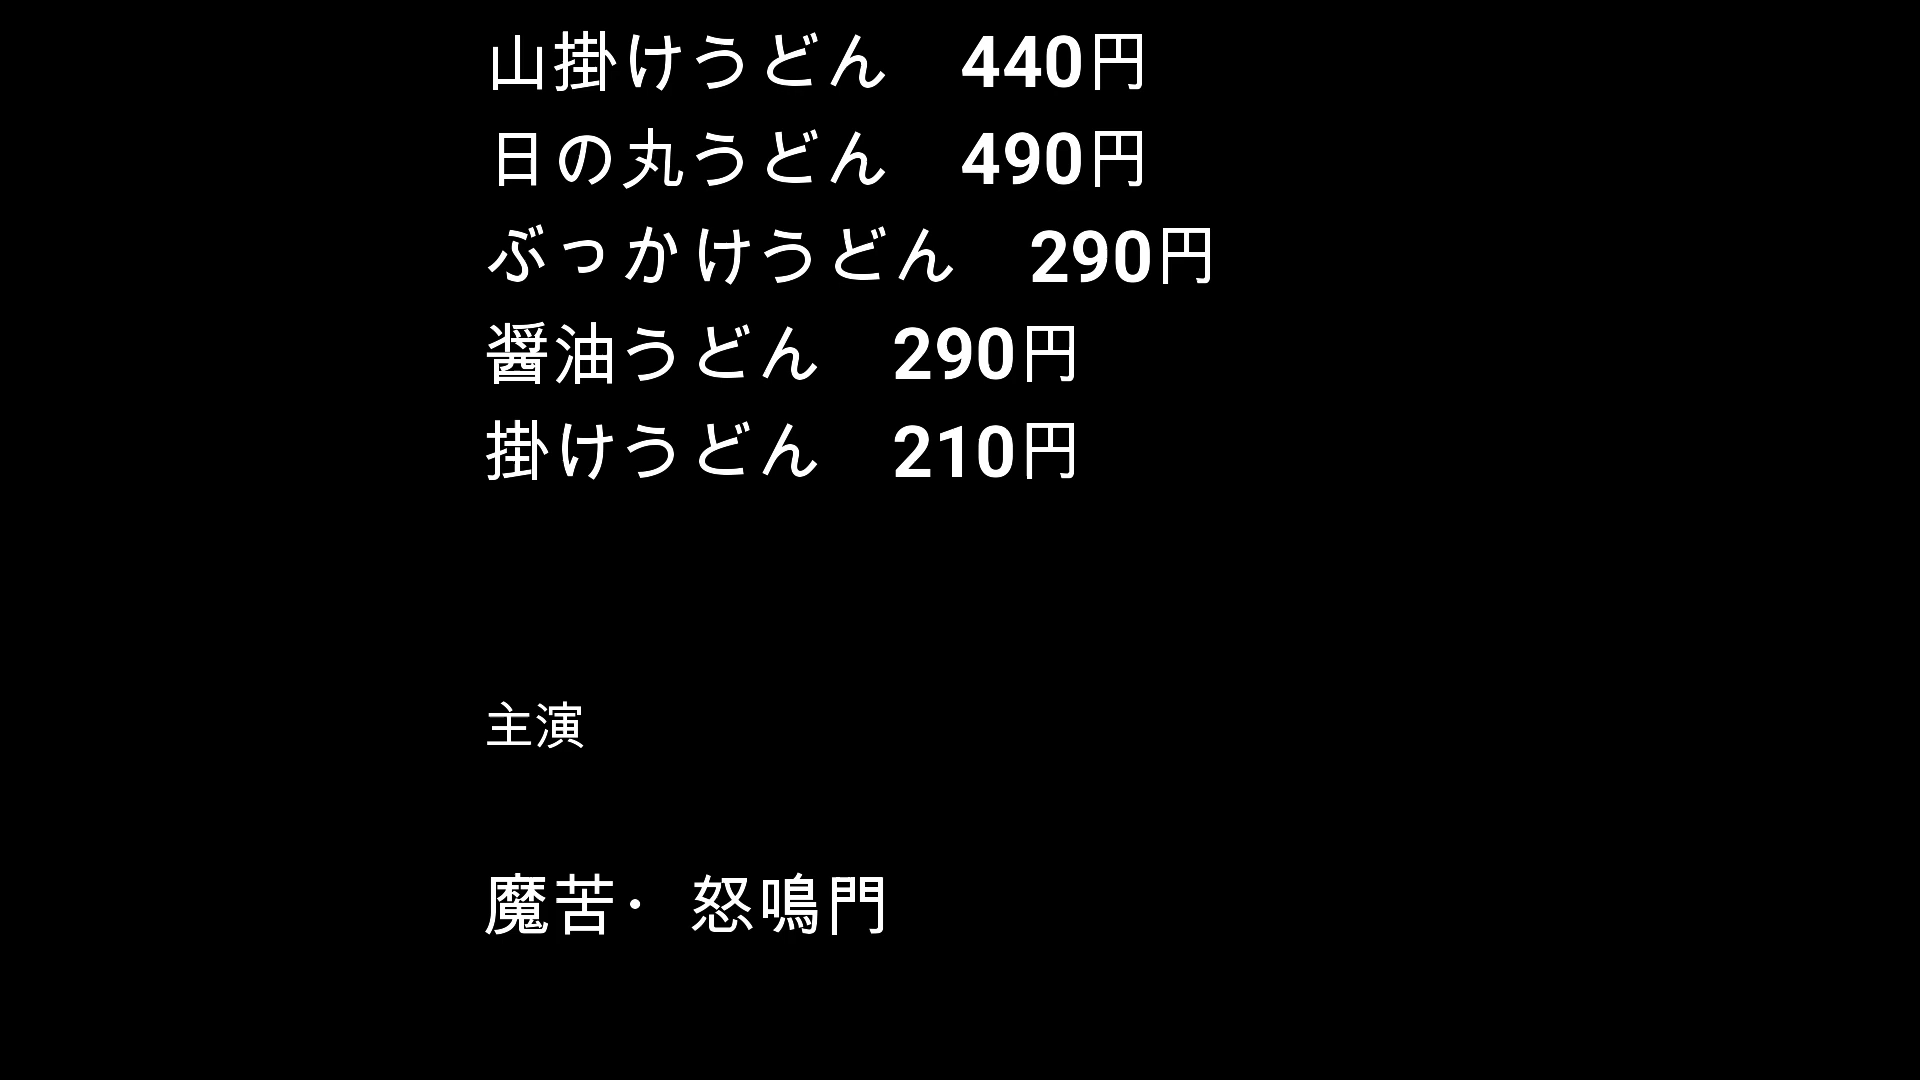 山掛けうどん　440円
日の丸うどん　490円
ぶっかけうどん　290円
醤油うどん　290円
掛けうどん　210円
主演
魔苦・ 怒鳴門